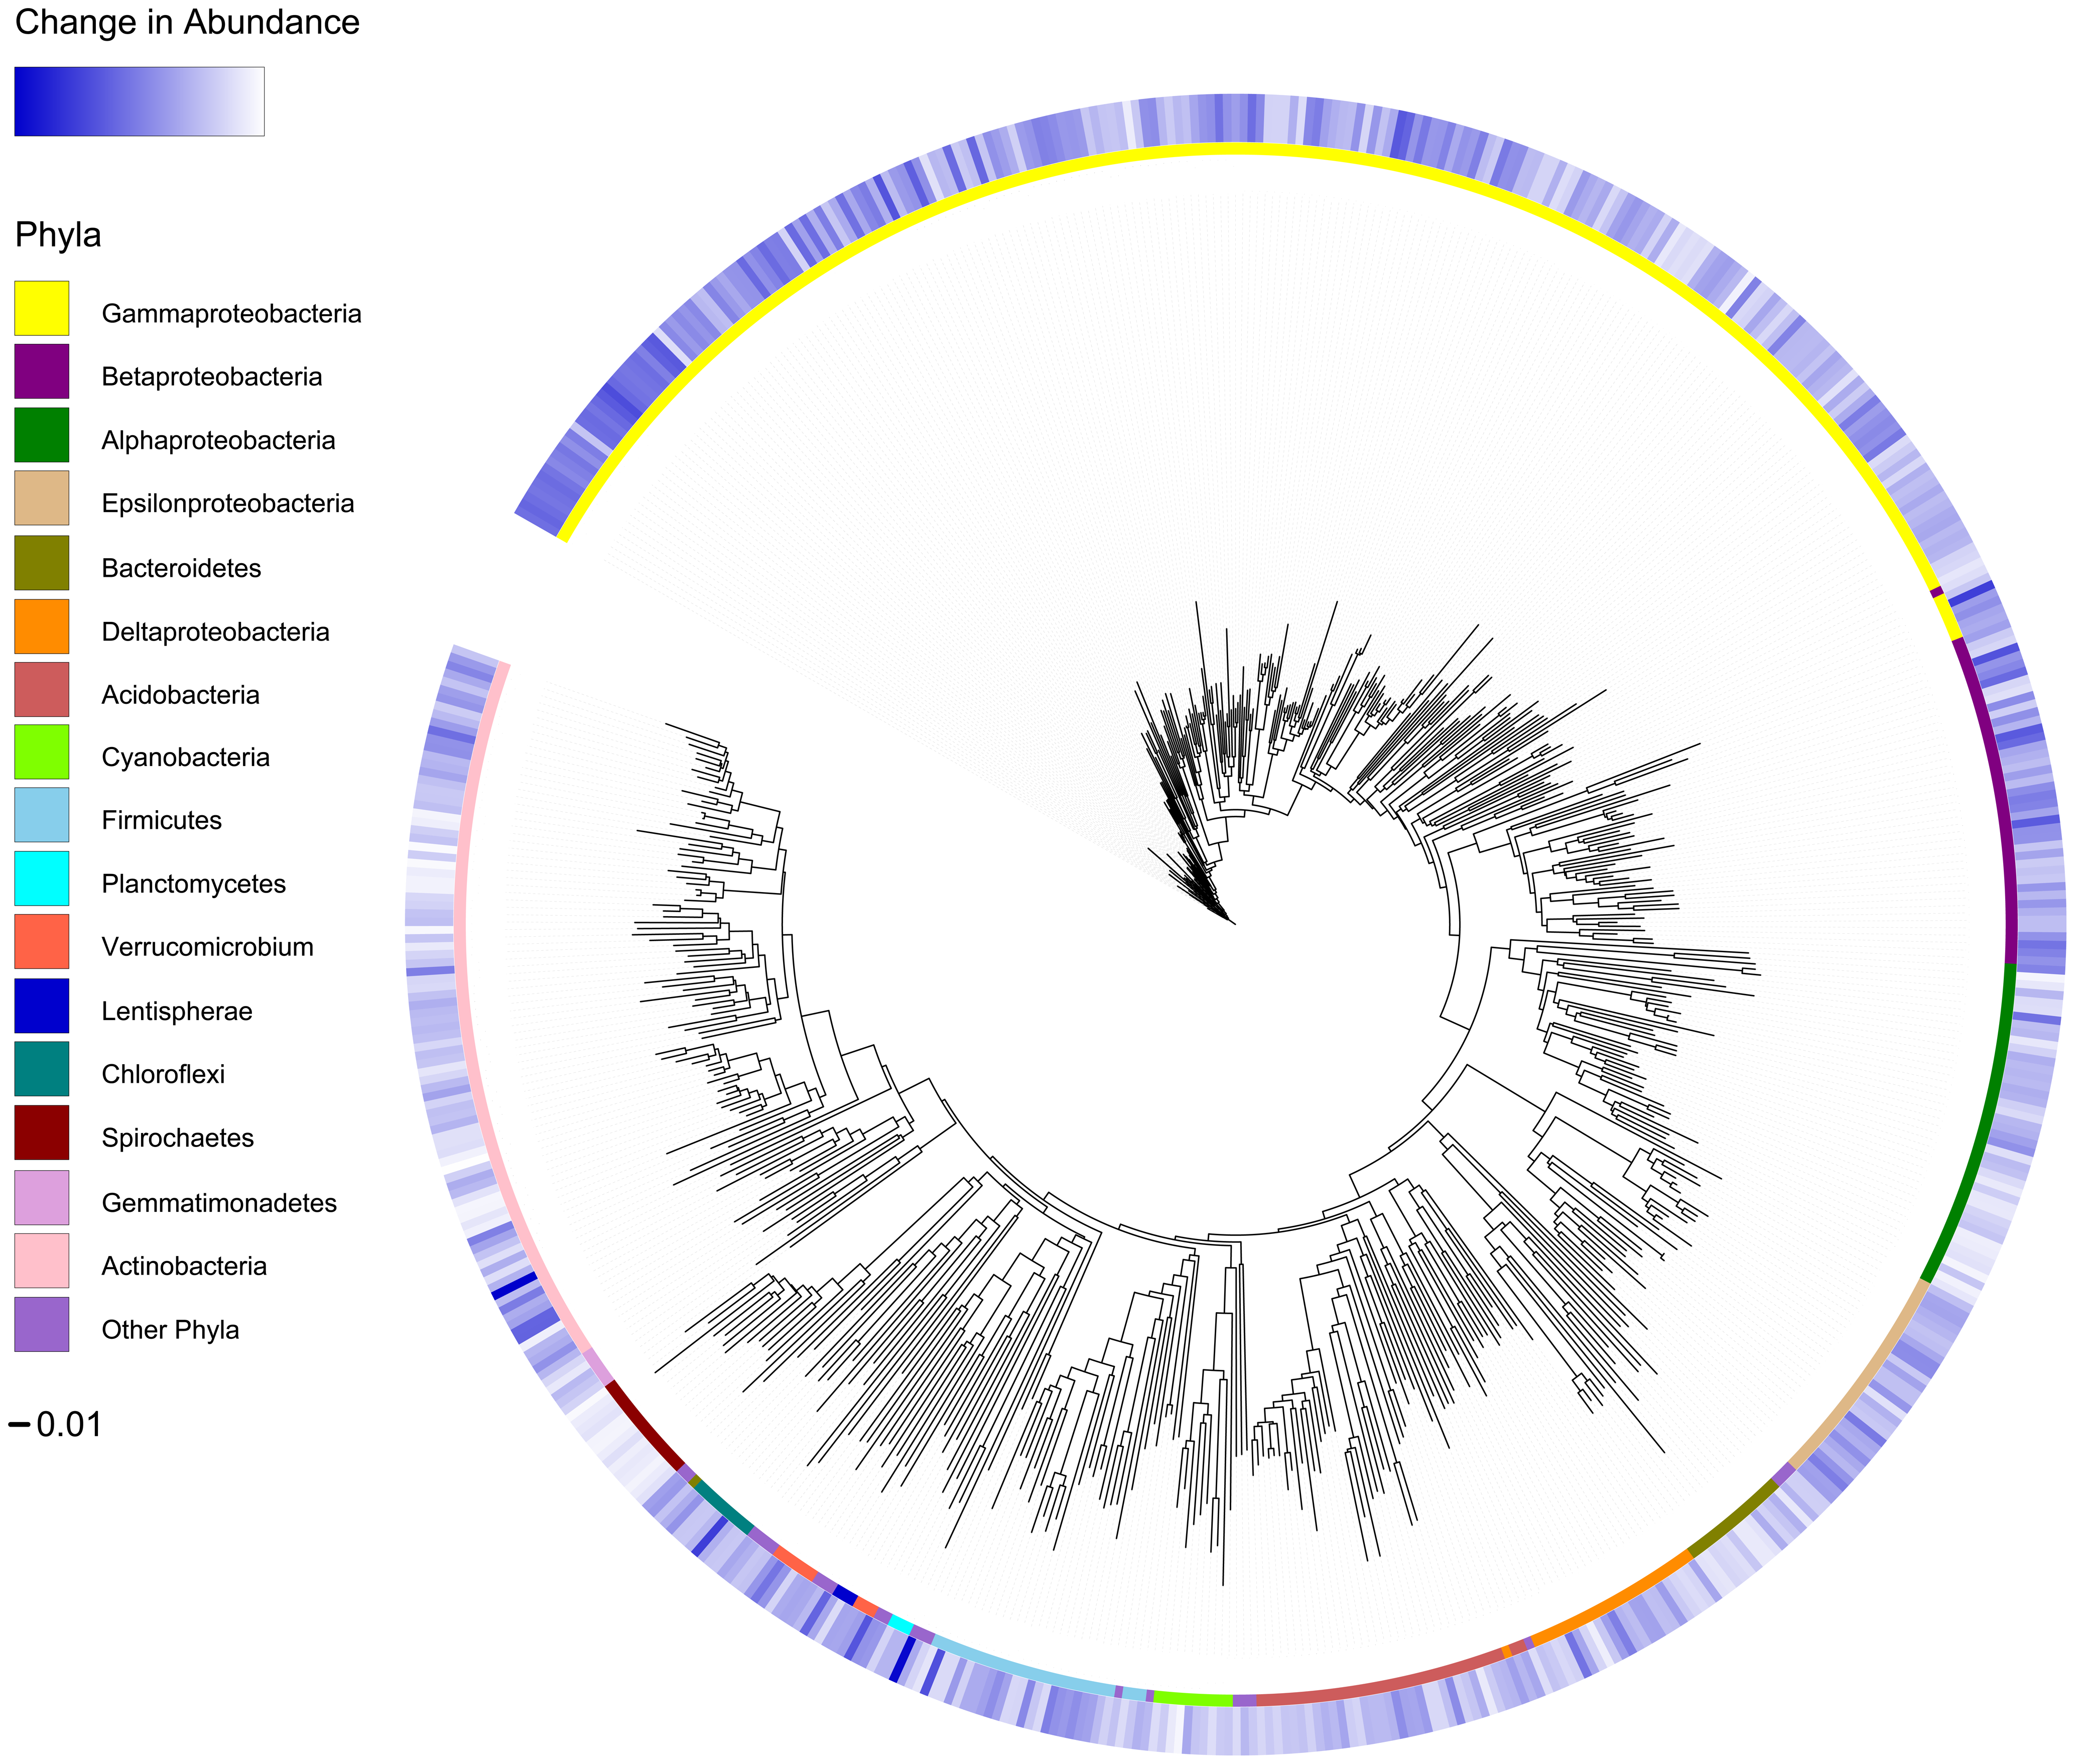 Change in Abundance
Phyla
Gammaproteobacteria
Betaproteobacteria
Alphaproteobacteria
Epsilonproteobacteria
Bacteroidetes
Deltaproteobacteria
Acidobacteria
Cyanobacteria
Firmicutes
Planctomycetes
Verrucomicrobium
Lentispherae
Chloroflexi
Spirochaetes
Gemmatimonadetes
Actinobacteria
Other Phyla
0.01